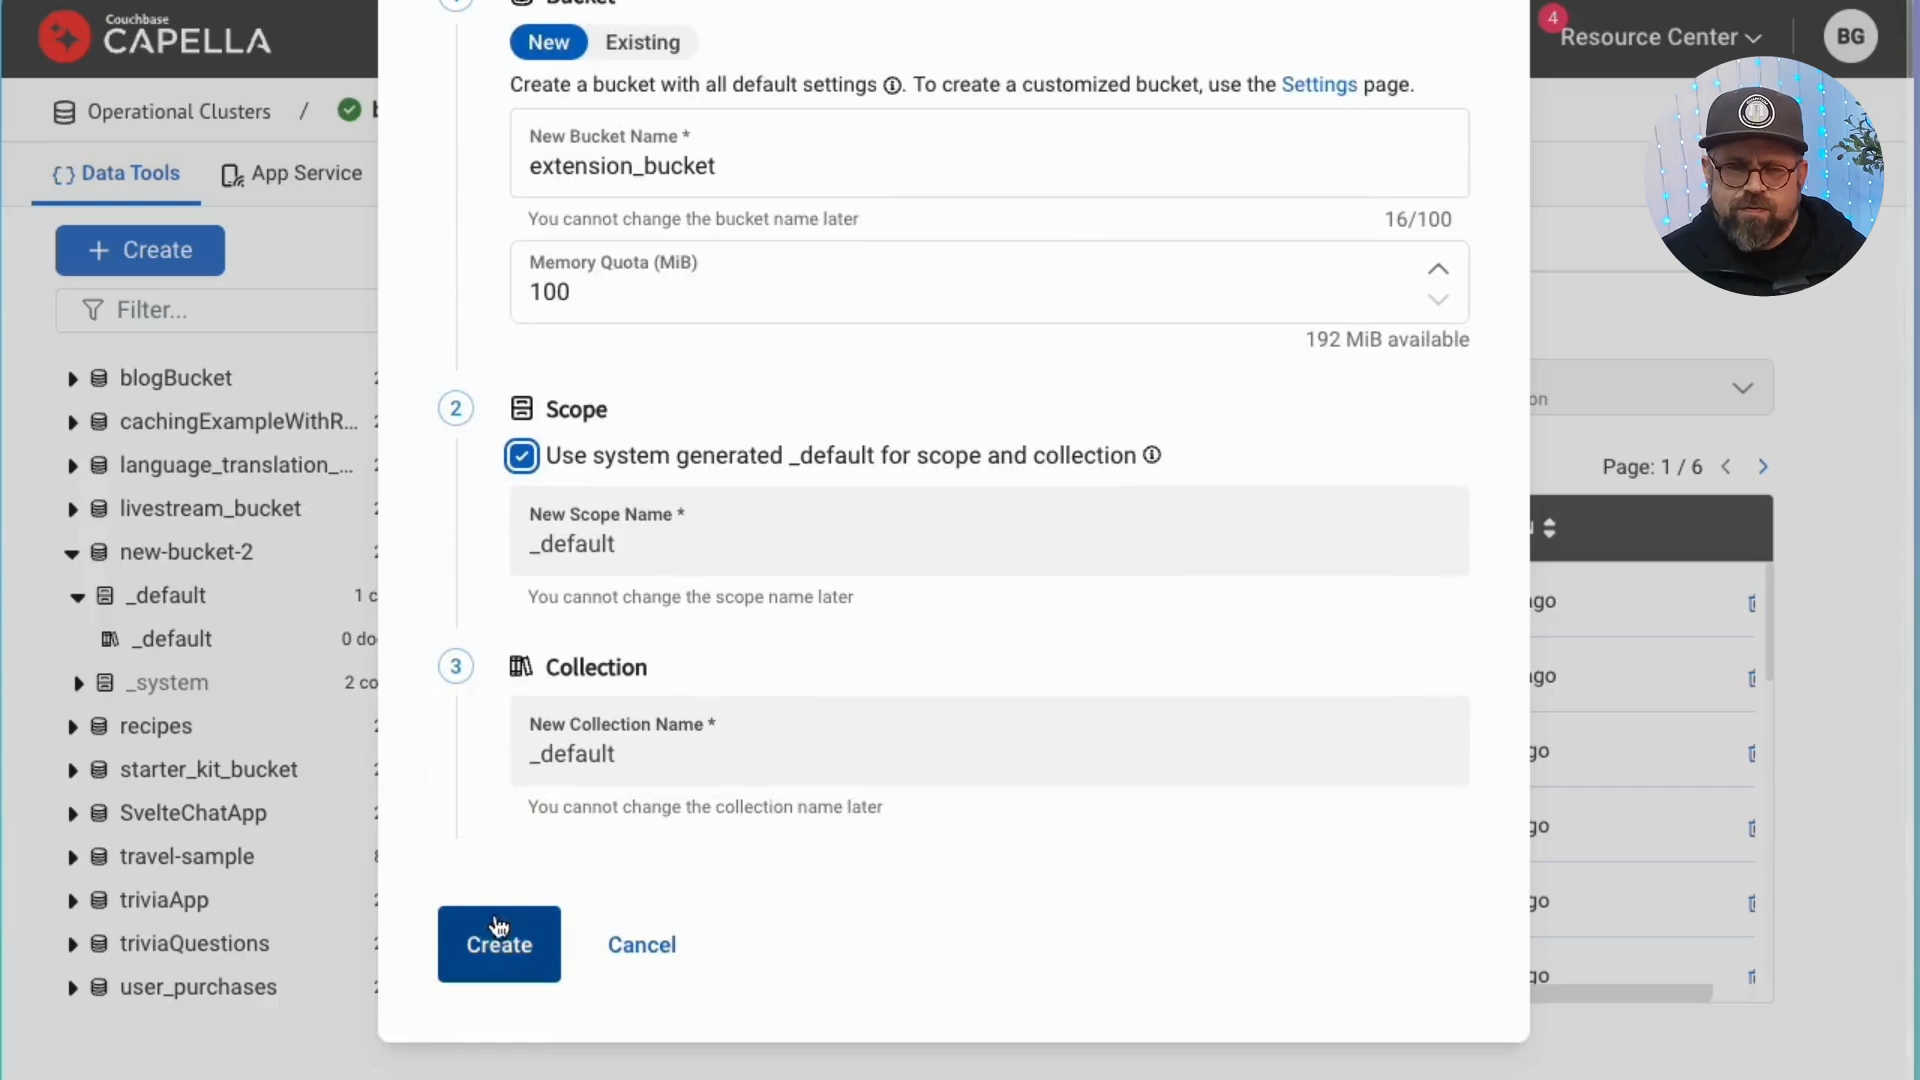 Couchbase
CAPELLA
4
Resource Center
BG
Operational Clusters /
Data Tools
App Service
+ Create
Filter...
blogBucket
cachingExampleWithR...
language_translation_...
livestream_bucket
new-bucket-2
_default 1 c
_default 0 do
_system 2 co
recipes
starter_kit_bucket
SvelteChatApp
travel-sample
triviaApp
triviaQuestions
user_purchases
Bucket
New Existing
Create a bucket with all default settings. To create a customized bucket, use the Settings page.
New Bucket Name *
extension_bucket
You cannot change the bucket name later 16/100
Memory Quota (MiB)
100
192 MiB available
2 Scope
Use system generated _default for scope and collection
New Scope Name *
_default
You cannot change the scope name later
3 Collection
New Collection Name *
_default
You cannot change the collection name later
Create Cancel
on
Page: 1 / 6
go
go
go
go
go
go